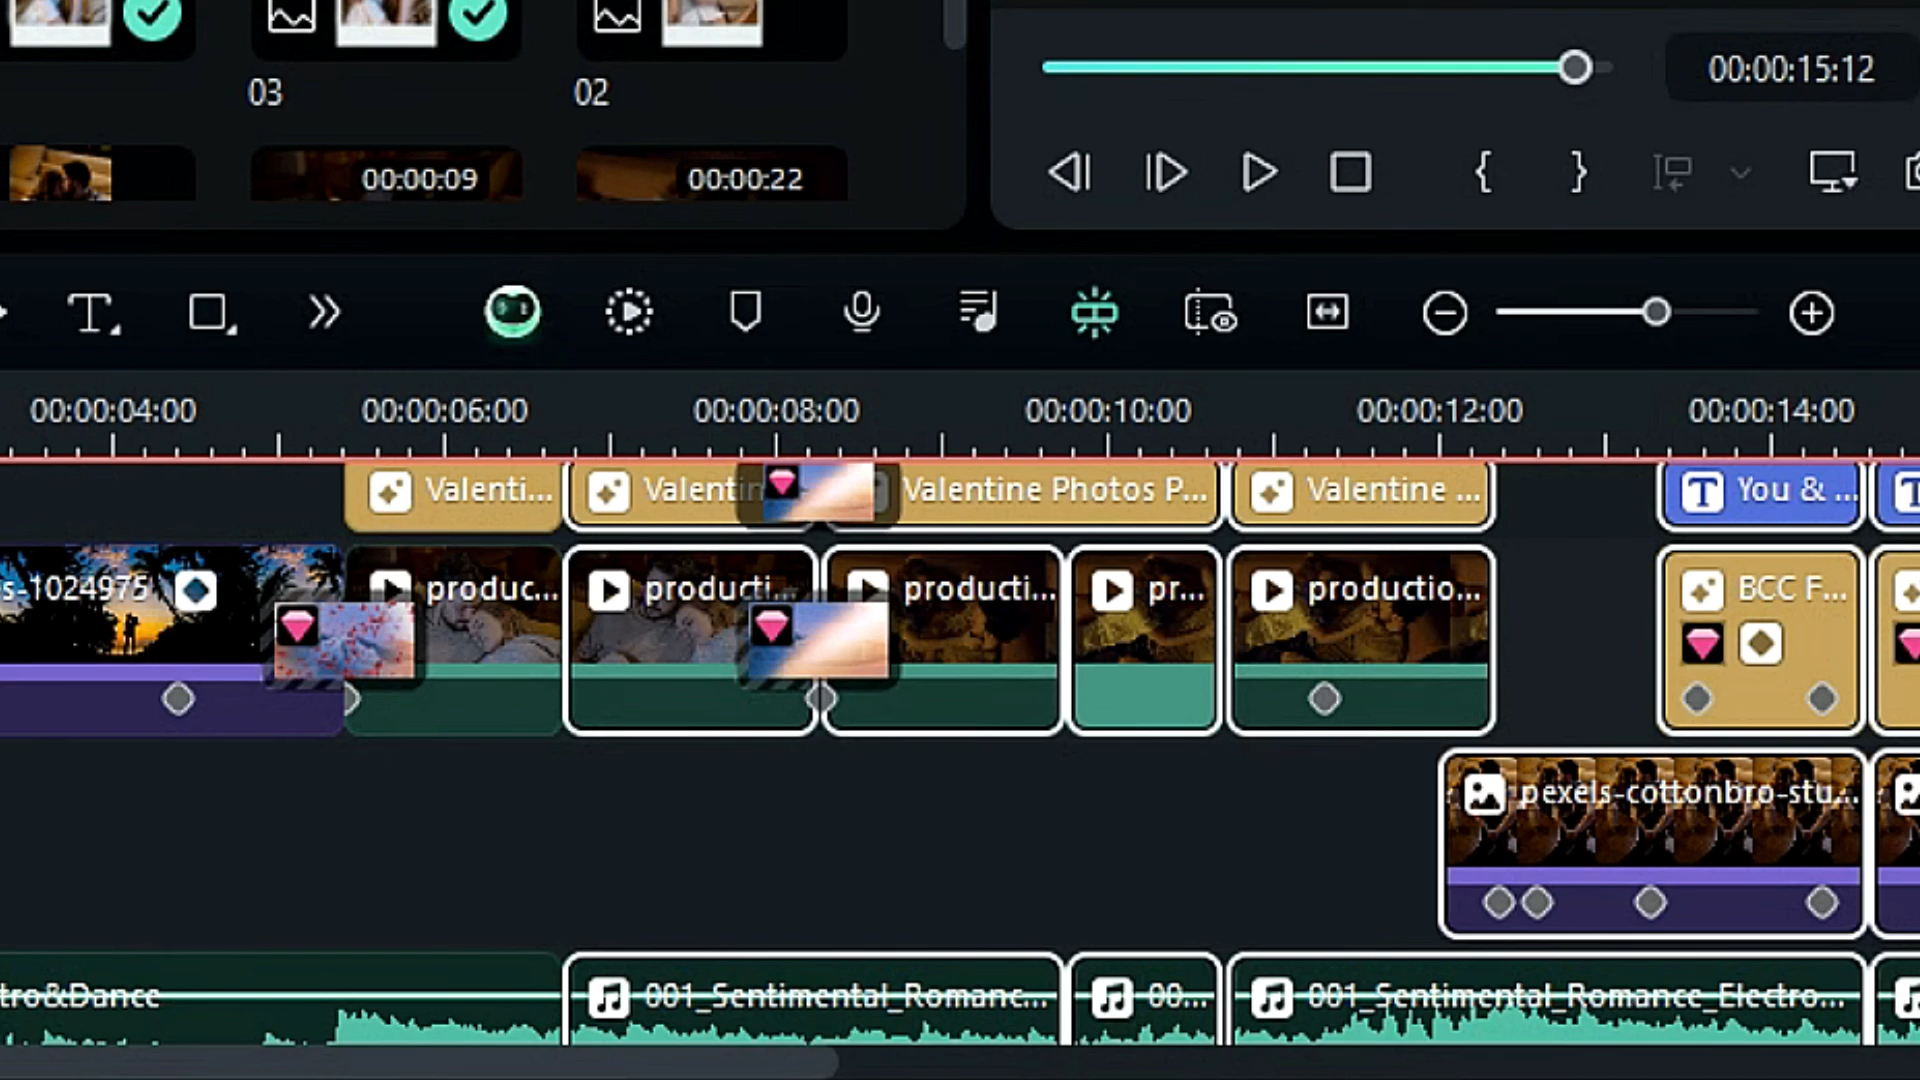 03
02
00:00:15:12
00:00:09
00:00:22
00:00:04:00
00:00:06:00
00:00:08:00
00:00:10:00
00:00:12:00
00:00:14:00
Valenti...
Valentin
Valentine Photos P...
Valentine ...
You & ...
s-1024975
produc...
producti...
producti...
pr...
productio...
BCC F...
pexels-cottonbro-stu...
tro&Dance
001_Sentimental_Romanc...
00...
001_Sentimental_Romance_Electro...